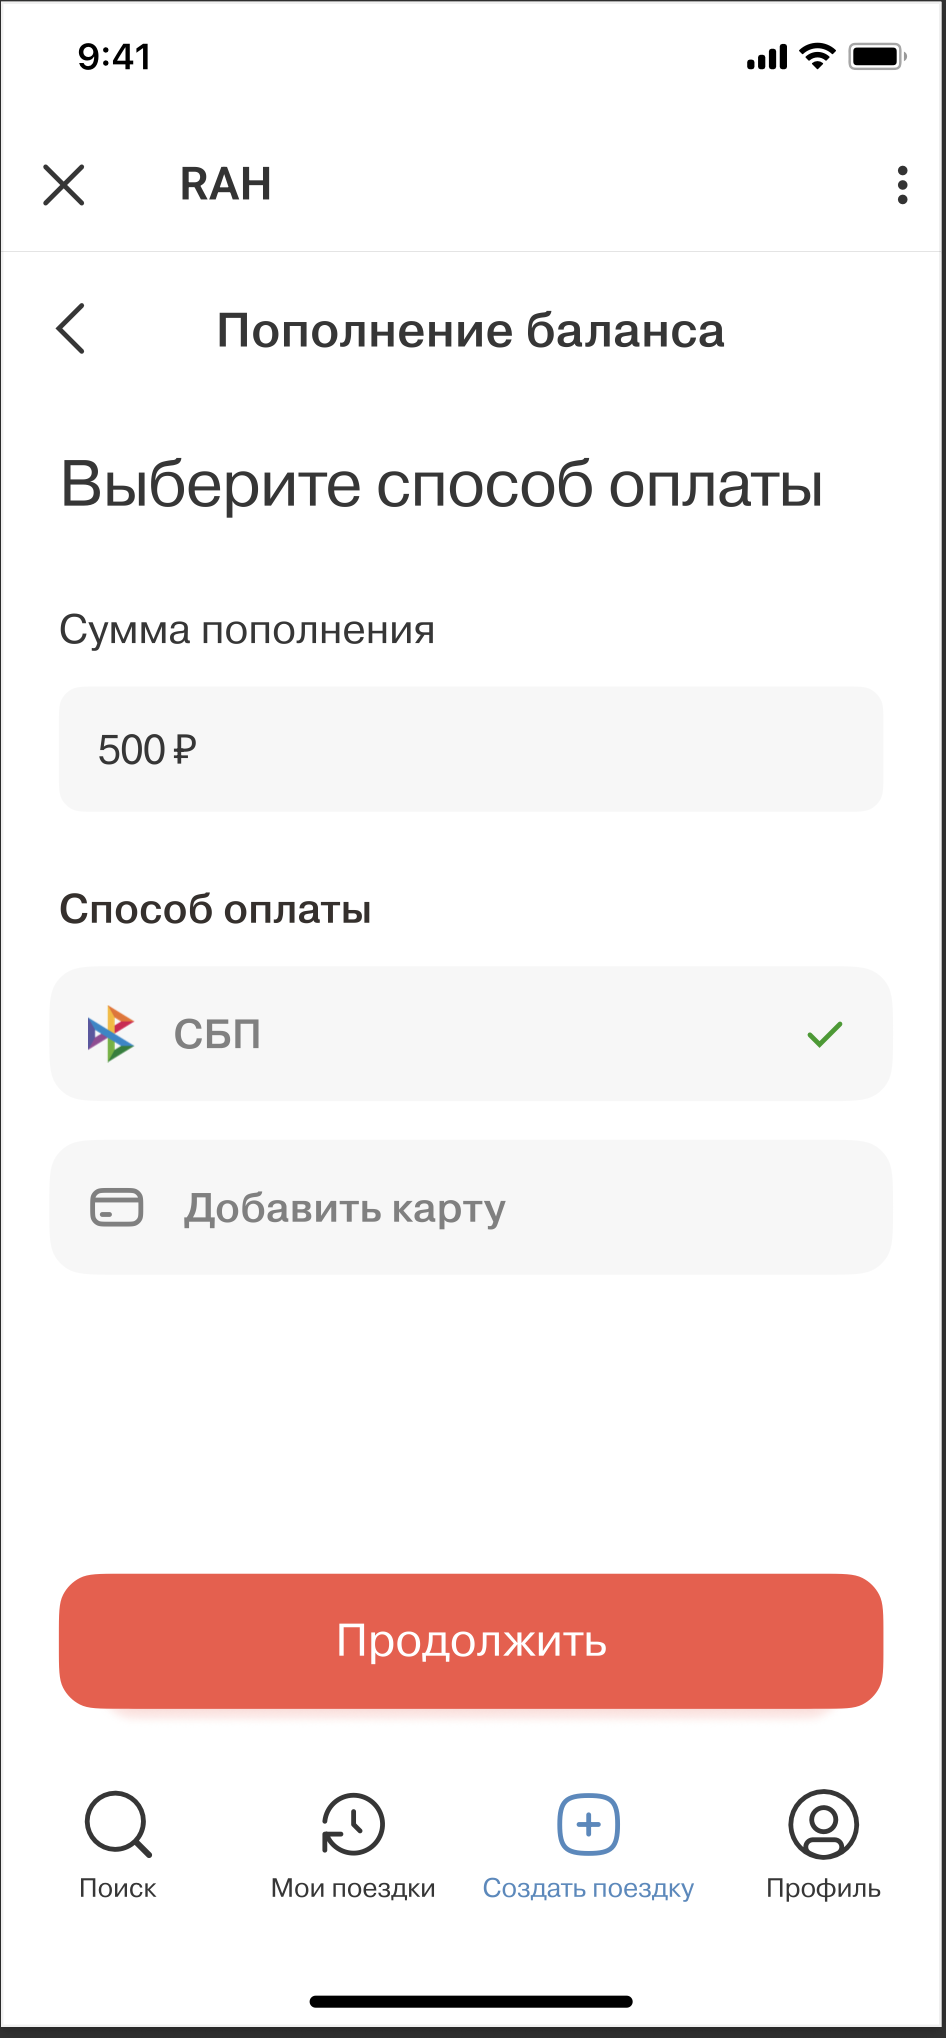 9:41
RAH
Пополнение баланса
Выберите способ оплаты
Сумма пополнения
500 ₽
Способ оплаты
СБП
Добавить карту
Продолжить
Поиск
Мои поездки
Создать поездку
Профиль